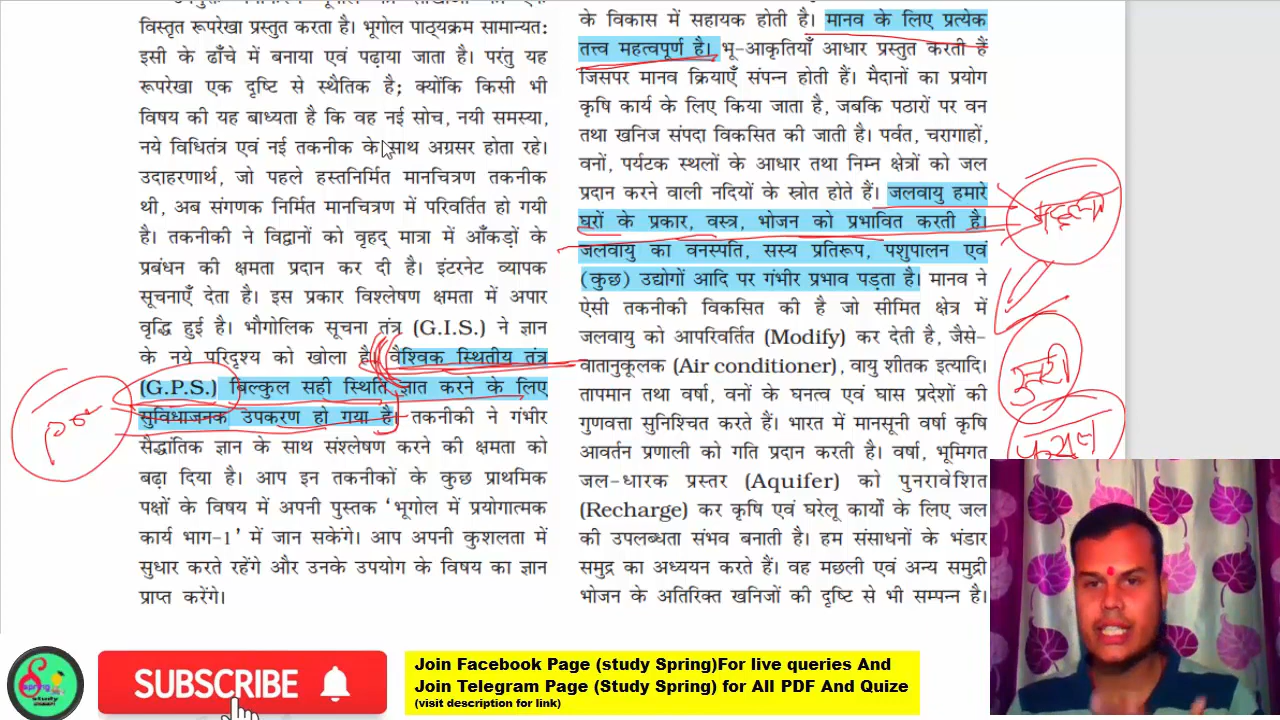 विस्तृत रूपरेखा प्रस्तुत करता है। भूगोल पाठ्यक्रम सामान्यत:
इसी के ढाँचे में बनाया एवं पढ़ाया जाता है। परंतु यह
रूपरेखा एक दृष्टि से स्थैतिक है; क्योंकि किसी भी
विषय की यह बाध्यता है कि वह नई सोच, नयी समस्या,
नये विधितंत्र एवं नई तकनीक के साथ अग्रसर होता रहे।
उदाहरणार्थ, जो पहले हस्तनिर्मित मानचित्रण तकनीक
थी, अब संगणक निर्मित मानचित्रण में परिवर्तित हो गयी
है। तकनीकी ने विद्वानों को वृहद् मात्रा में आँकड़ों के
प्रबंधन की क्षमता प्रदान कर दी है। इंटरनेट व्यापक
सूचनाएँ देता है। इस प्रकार विश्लेषण क्षमता में अपार
वृद्धि हुई है। भौगोलिक सूचना तंत्र (G.I.S.) ने ज्ञान
के नये परिदृश्य को खोला है। वैश्विक स्थितीय तंत्र
(G.P.S.) बिल्कुल सही स्थिति ज्ञात करने के लिए
सुविधाजनक उपकरण हो गया है। तकनीकी ने गंभीर
सैद्धांतिक ज्ञान के साथ संश्लेषण करने की क्षमता को
बढ़ा दिया है। आप इन तकनीकों के कुछ प्राथमिक
पक्षों के विषय में अपनी पुस्तक ‘भूगोल में प्रयोगात्मक
कार्य भाग-1’ में जान सकेंगे। आप अपनी कुशलता में
सुधार करते रहेंगे और उनके उपयोग के विषय का ज्ञान
प्राप्त करेंगे।
के विकास में सहायक होती है। मानव के लिए प्रत्येक
तत्त्व महत्वपूर्ण है। भू-आकृतियाँ आधार प्रस्तुत करती हैं
जिसपर मानव क्रियाएँ संपन्न होती हैं। मैदानों का प्रयोग
कृषि कार्य के लिए किया जाता है, जबकि पठारों पर वन
तथा खनिज संपदा विकसित की जाती है। पर्वत, चरागाहों,
वनों, पर्यटक स्थलों के आधार तथा निम्न क्षेत्रों को जल
प्रदान करने वाली नदियों के स्रोत होते हैं। जलवायु हमारे
घरों के प्रकार, वस्त्र, भोजन को प्रभावित करती है।
जलवायु का वनस्पति, सस्य प्रतिरूप, पशुपालन एवं
(कुछ) उद्योगों आदि पर गंभीर प्रभाव पड़ता है। मानव ने
ऐसी तकनीकी विकसित की है जो सीमित क्षेत्र में
जलवायु को आपरिवर्तित (Modify) कर देती है, जैसे-
वातानुकूलक (Air conditioner), वायु शीतक इत्यादि।
तापमान तथा वर्षा, वनों के घनत्व एवं घास प्रदेशों की
गुणवत्ता सुनिश्चित करते हैं। भारत में मानसूनी वर्षा कृषि
आवर्तन प्रणाली को गति प्रदान करती है। वर्षा, भूमिगत
जल-धारक प्रस्तर (Aquifer) को पुनरावेशित
(Recharge) कर कृषि एवं घरेलू कार्यों के लिए जल
की उपलब्धता संभव बनाती है। हम संसाधनों के भंडार
समुद्र का अध्ययन करते हैं। वह मछली एवं अन्य समुद्री
भोजन के अतिरिक्त खनिजों की दृष्टि से भी सम्पन्न है।
Spring
study
SUBSCRIBE
Join Facebook Page (study Spring)For live queries And
Join Telegram Page (Study Spring) for All PDF And Quize
(visit description for link)